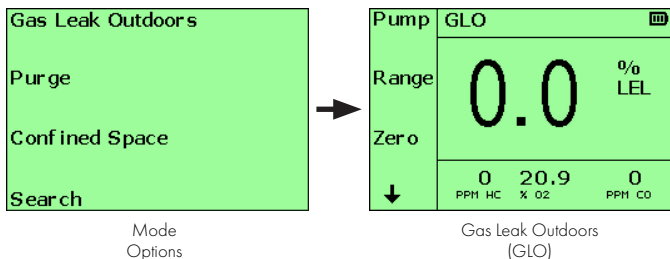 Gas Leak Outdoors
Purge
Confined Space
Search
Mode
Options
Pump
GLO
Range
0.0
%
LEL
Zero
0 20.9 0
PPM HC % O2 PPM CO
Gas Leak Outdoors
(GLO)